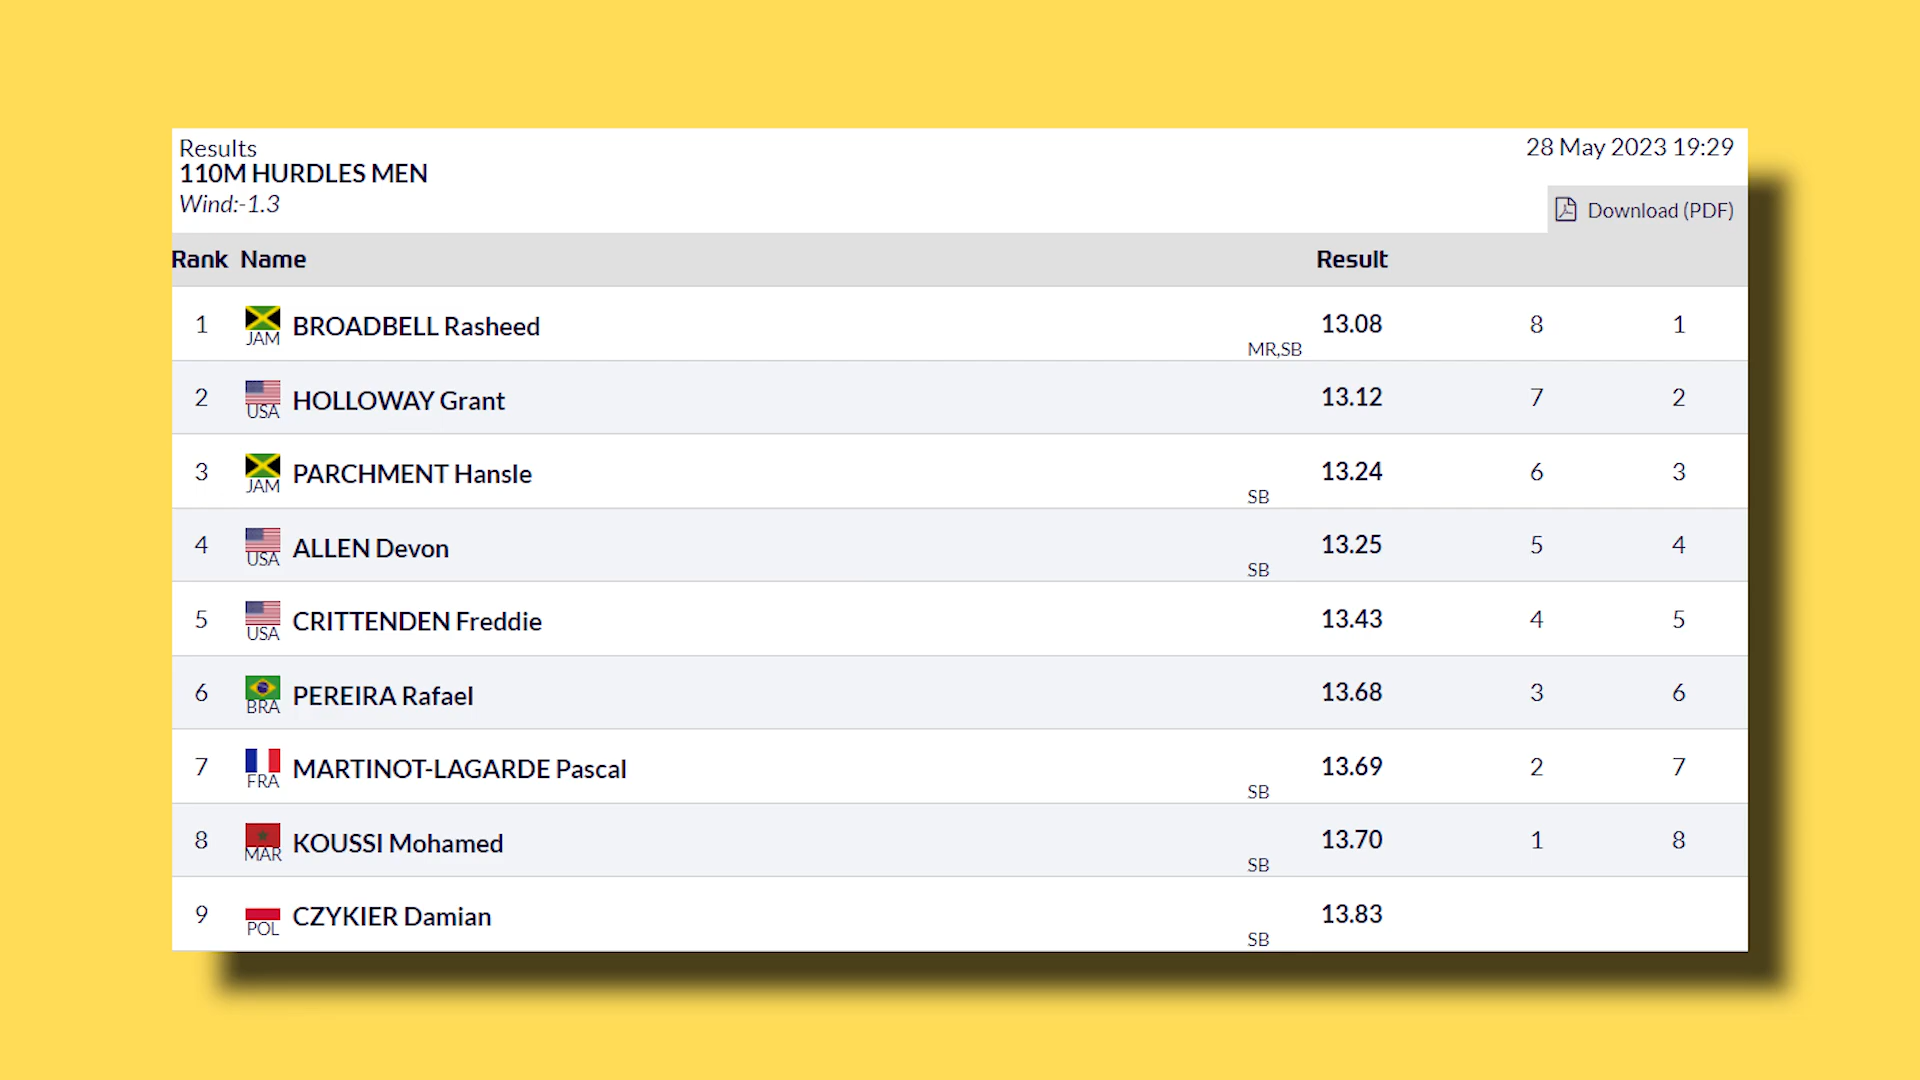 Results
28 May 2023 19:29
110M HURDLES MEN
Wind:-1.3
Download (PDF)
Rank Name Result
1 JAM BROADBELL Rasheed MR,SB 13.08 8 1
2 USA HOLLOWAY Grant 13.12 7 2
3 JAM PARCHMENT Hansle SB 13.24 6 3
4 USA ALLEN Devon SB 13.25 5 4
5 USA CRITTENDEN Freddie 13.43 4 5
6 BRA PEREIRA Rafael 13.68 3 6
7 FRA MARTINOT-LAGARDE Pascal SB 13.69 2 7
8 MAR KOUSSI Mohamed SB 13.70 1 8
9 POL CZYKIER Damian SB 13.83